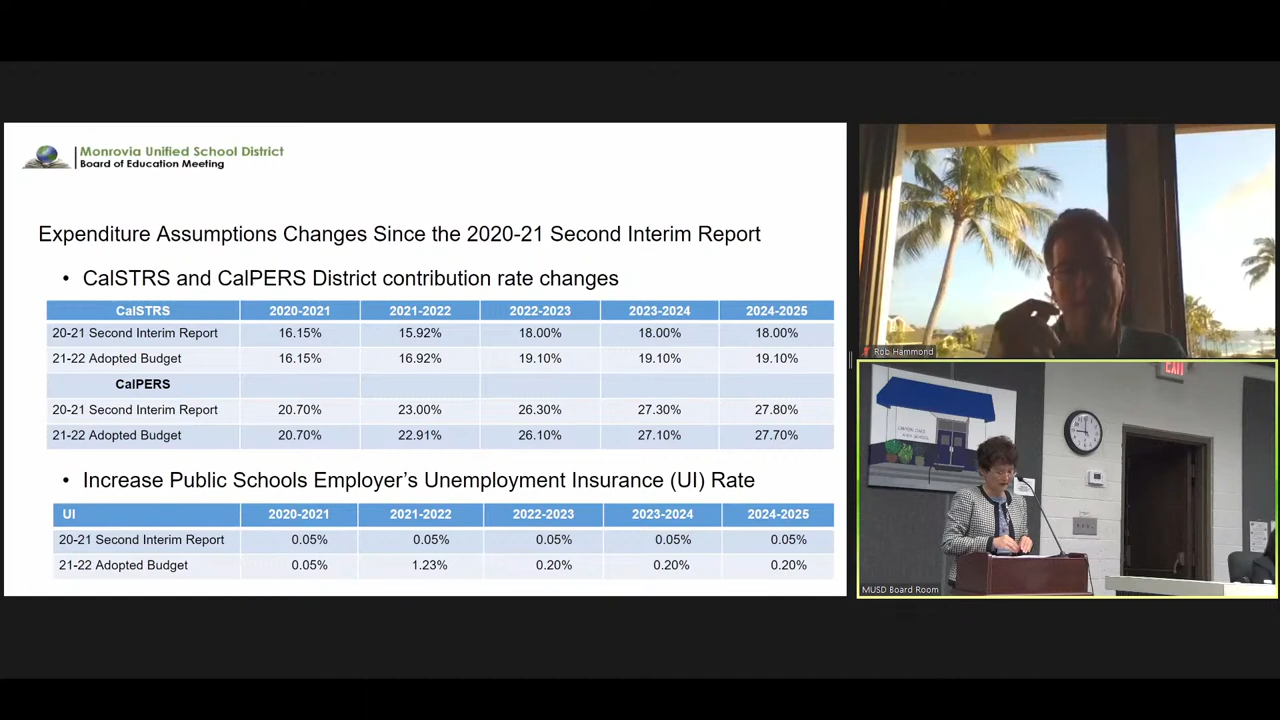 Monrovia Unified School District
Board of Education Meeting
Expenditure Assumptions Changes Since the 2020-21 Second Interim Report
• CalSTRS and CalPERS District contribution rate changes
CalSTRS 2020-2021 2021-2022 2022-2023 2023-2024 2024-2025
20-21 Second Interim Report 16.15% 15.92% 18.00% 18.00% 18.00%
21-22 Adopted Budget 16.15% 16.92% 19.10% 19.10% 19.10%
CalPERS
20-21 Second Interim Report 20.70% 23.00% 26.30% 27.30% 27.80%
21-22 Adopted Budget 20.70% 22.91% 26.10% 27.10% 27.70%
• Increase Public Schools Employer's Unemployment Insurance (UI) Rate
UI 2020-2021 2021-2022 2022-2023 2023-2024 2024-2025
20-21 Second Interim Report 0.05% 0.05% 0.05% 0.05% 0.05%
21-22 Adopted Budget 0.05% 1.23% 0.20% 0.20% 0.20%
Rob Hammond
EXIT
MUSD Board Room